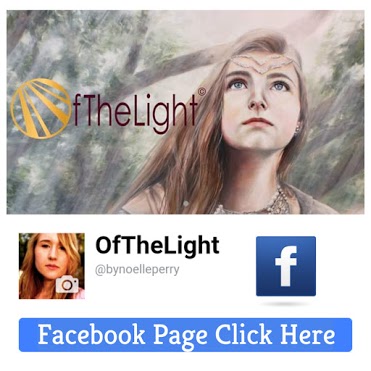 OfTheLight©
OfTheLight
@bynoelleperry
f
Facebook Page Click Here